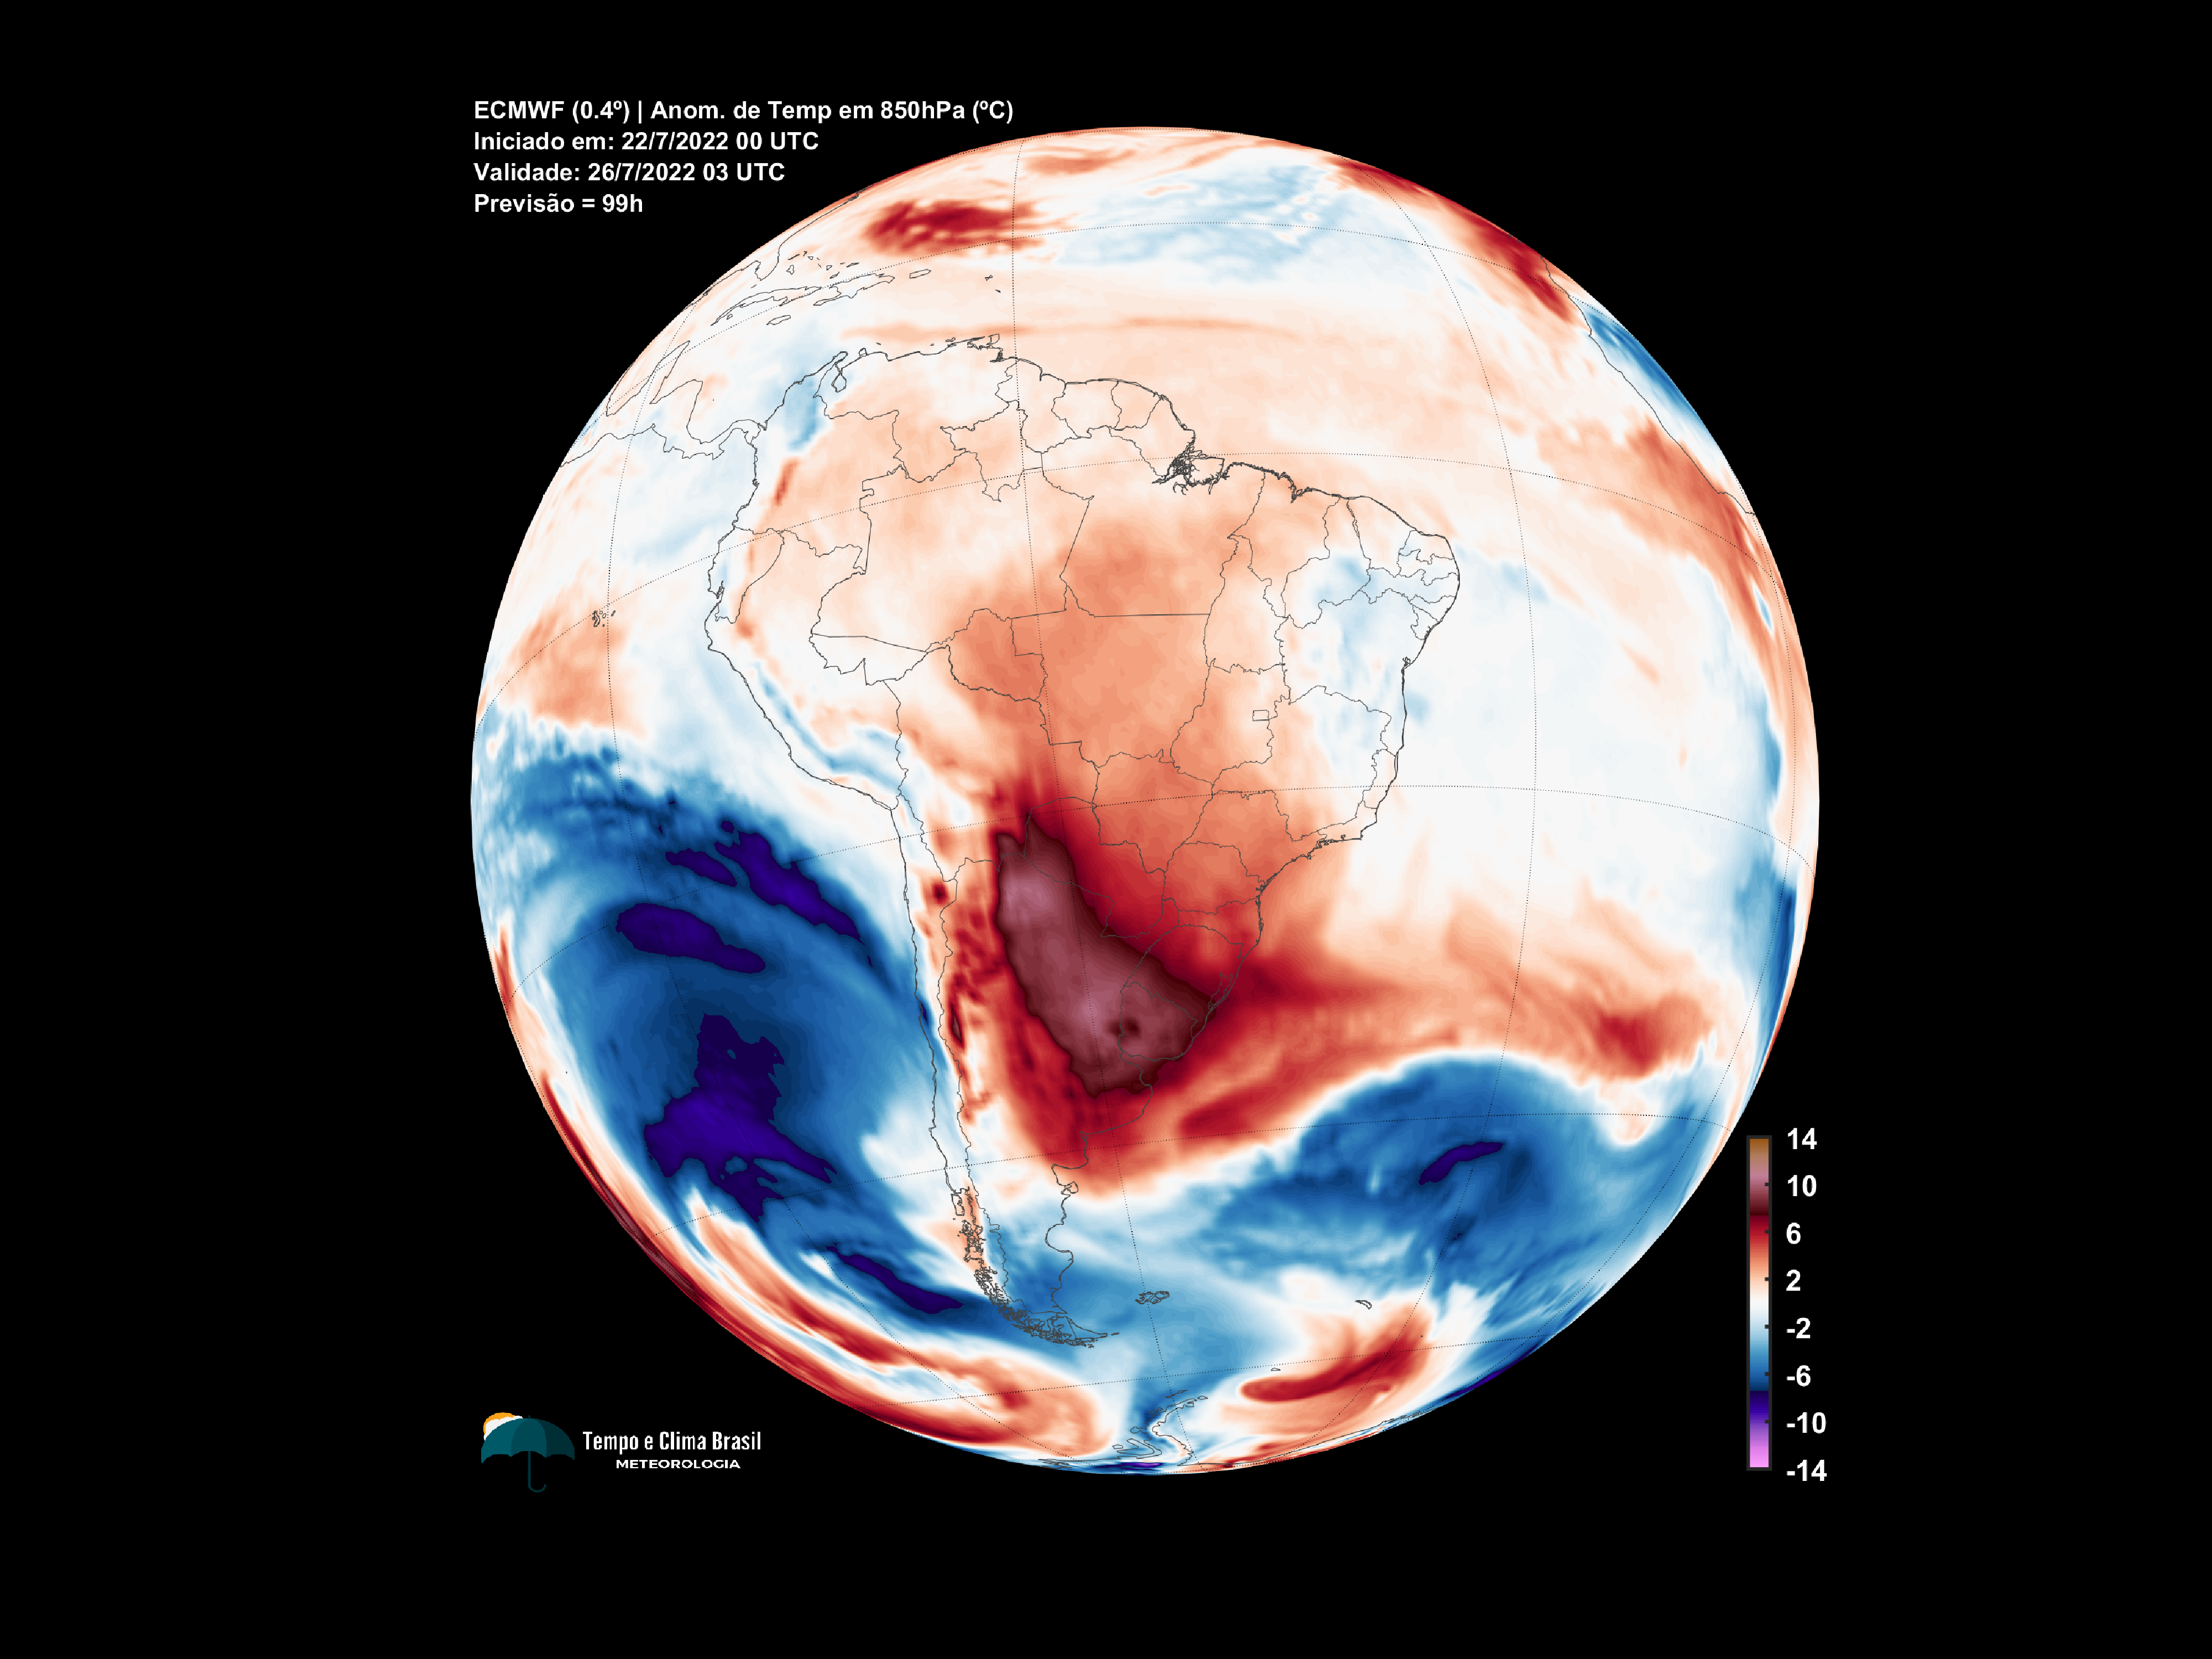 ECMWF (0.4º) | Anom. de Temp em 850hPa (ºC)
Iniciado em: 22/7/2022 00 UTC
Validade: 26/7/2022 03 UTC
Previsão = 99h
14
10
6
2
-2
-6
-10
-14
Tempo e Clima Brasil
METEOROLOGIA